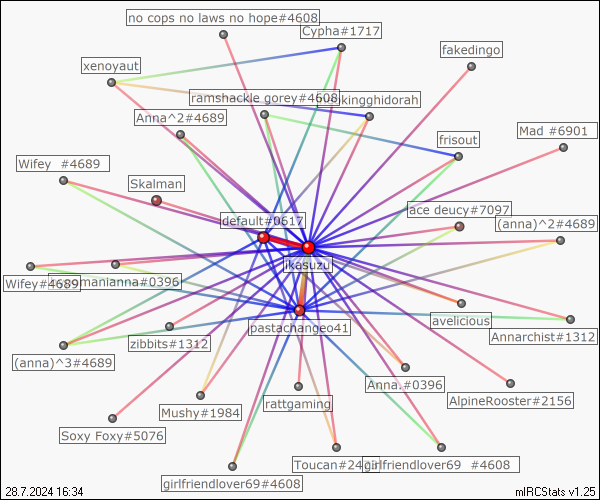 no cops no laws no hope#4608
Cypha#1717
fakedingo
xenoyaut
ramshackle gorey#4608
kingghidorah
Anna^2#4689
Mad #6901
frisout
Wifey #4689
Skalman
ace deucy#7097
default#0617
(anna)^2#4689
ikasuzu
Wifey#4689
manianna#0396
avelicious
pastachangeo41
Annarchist#1312
zibbits#1312
(anna)^3#4689
Anna.#0396
AlpineRooster#2156
Mushy#1984
rattgaming
Soxy Foxy#5076
Toucan#24
girlfriendlover69 #4608
girlfriendlover69#4608
28.7.2024 16:34
mIRCStats v1.25